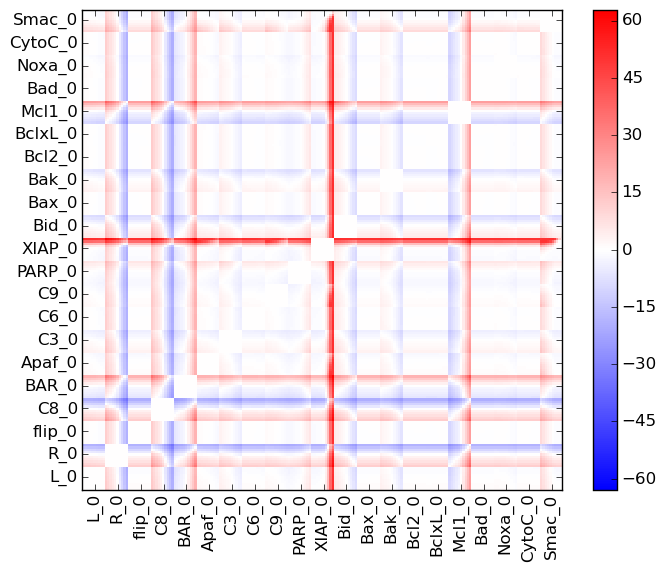 Smac_0
CytoC_0
Noxa_0
Bad_0
Mcl1_0
BclxL_0
Bcl2_0
Bak_0
Bax_0
Bid_0
XIAP_0
PARP_0
C9_0
C6_0
C3_0
Apaf_0
BAR_0
C8_0
flip_0
R_0
L_0
L_0
R_0
flip_0
C8_0
BAR_0
Apaf_0
C3_0
C6_0
C9_0
PARP_0
XIAP_0
Bid_0
Bax_0
Bak_0
Bcl2_0
BclxL_0
Mcl1_0
Bad_0
Noxa_0
CytoC_0
Smac_0
60
45
30
15
0
−15
−30
−45
−60